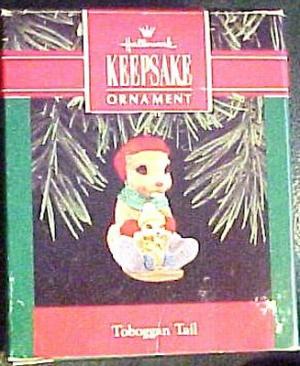 Hallmark
KEEPSAKE
ORNAMENT
Toboggan Tail